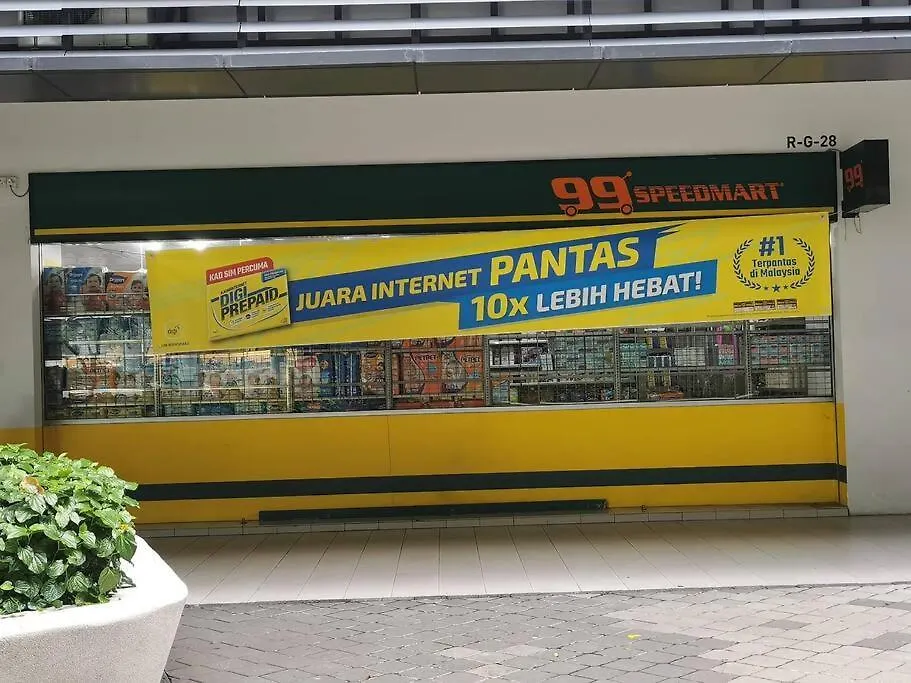 R-G-28
99 SPEEDMART
99
KAD SIM PERCUMA
DIGI
PREPAID
JUARA INTERNET PANTAS
10x LEBIH HEBAT!
#1
Terpantas
di Malaysia